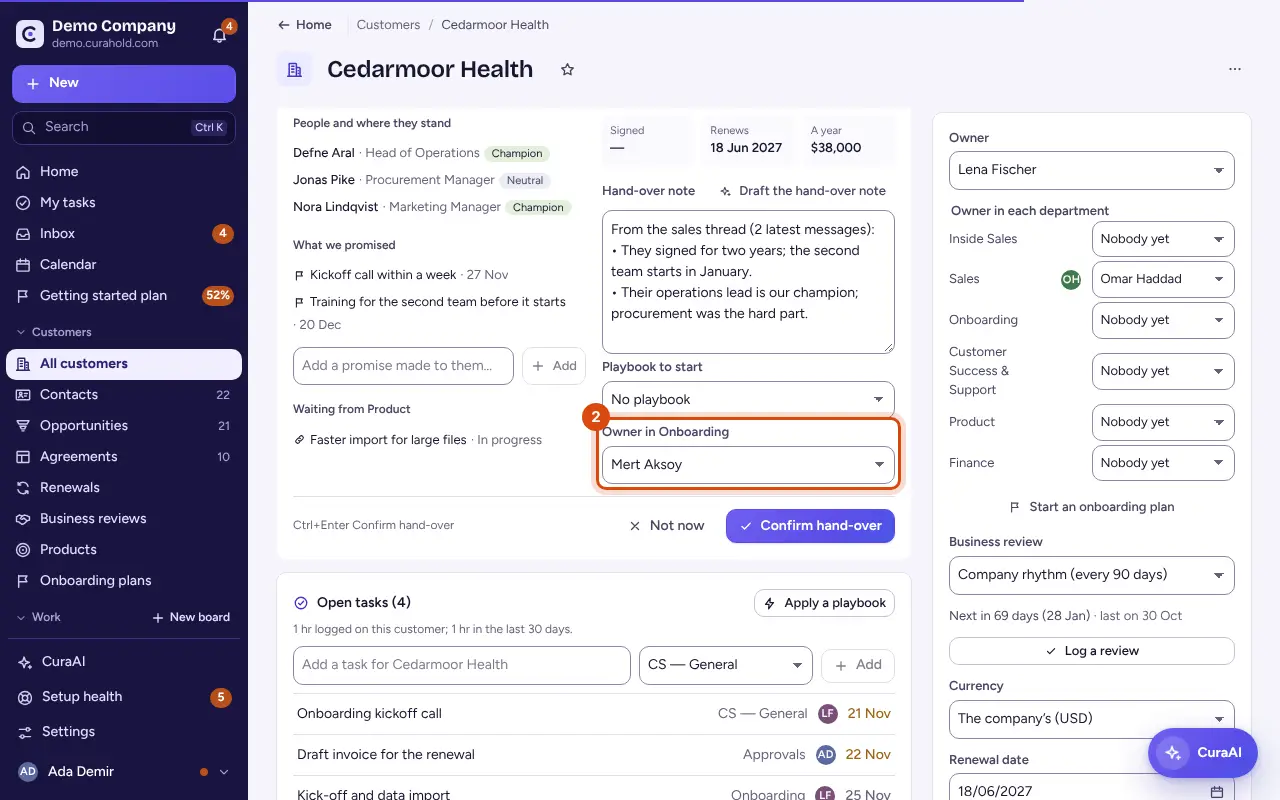 Demo Company
demo.curahold.com
4
New
Search
Ctrl K
Home
My tasks
Inbox
4
Calendar
Getting started plan
52%
Customers
All customers
Contacts
22
Opportunities
21
Agreements
10
Renewals
Business reviews
Products
Onboarding plans
Work
New board
CuraAI
Setup health
5
Settings
AD
Ada Demir
Home
Customers / Cedarmoor Health
Cedarmoor Health
People and where they stand
Defne Aral · Head of Operations Champion
Jonas Pike · Procurement Manager Neutral
Nora Lindqvist · Marketing Manager Champion
What we promised
Kickoff call within a week · 27 Nov
Training for the second team before it starts
· 20 Dec
Add a promise made to them...
Add
Waiting from Product
Faster import for large files · In progress
Signed
—
Renews
18 Jun 2027
A year
$38,000
Hand-over note
Draft the hand-over note
From the sales thread (2 latest messages):
• They signed for two years; the second
team starts in January.
• Their operations lead is our champion;
procurement was the hard part.
Playbook to start
No playbook
2
Owner in Onboarding
Mert Aksoy
Ctrl+Enter Confirm hand-over
Not now
Confirm hand-over
Open tasks (4)
Apply a playbook
1 hr logged on this customer; 1 hr in the last 30 days.
Add a task for Cedarmoor Health
CS — General
Add
Onboarding kickoff call
CS — General
LF
21 Nov
Draft invoice for the renewal
Approvals
AD
22 Nov
Kick-off and data import
Onboarding
LF
25 Nov
Owner
Lena Fischer
Owner in each department
Inside Sales
Nobody yet
Sales
OH
Omar Haddad
Onboarding
Nobody yet
Customer
Success &
Support
Nobody yet
Product
Nobody yet
Finance
Nobody yet
Start an onboarding plan
Business review
Company rhythm (every 90 days)
Next in 69 days (28 Jan) · last on 30 Oct
Log a review
Currency
The company's (USD)
Renewal date
18/06/2027
CuraAI